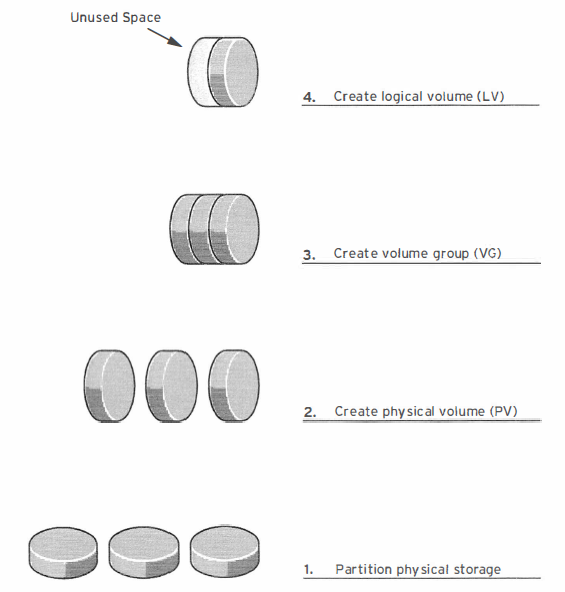 Unused Space
4. Create logical volume (LV)
3. Create volume group (VG)
2. Create physical volume (PV)
1. Partition physical storage